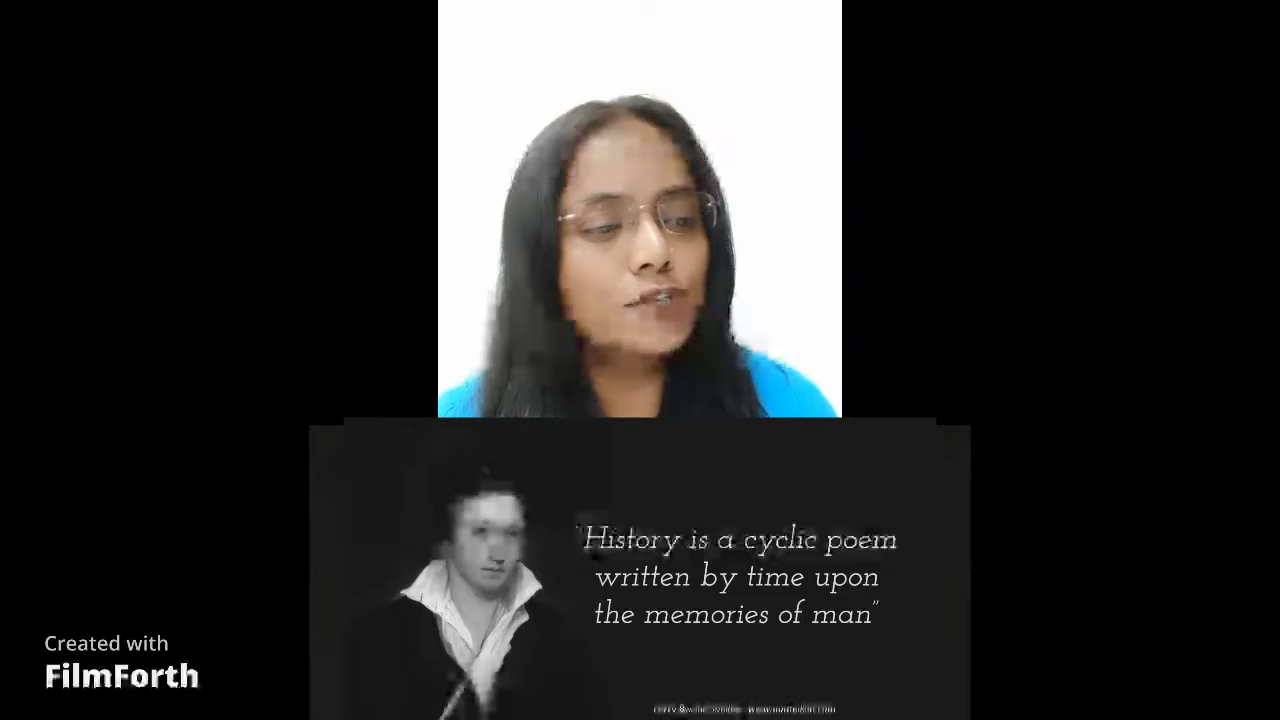 "History is a cyclic poem
written by time upon
the memories of man"
Created with
FilmForth